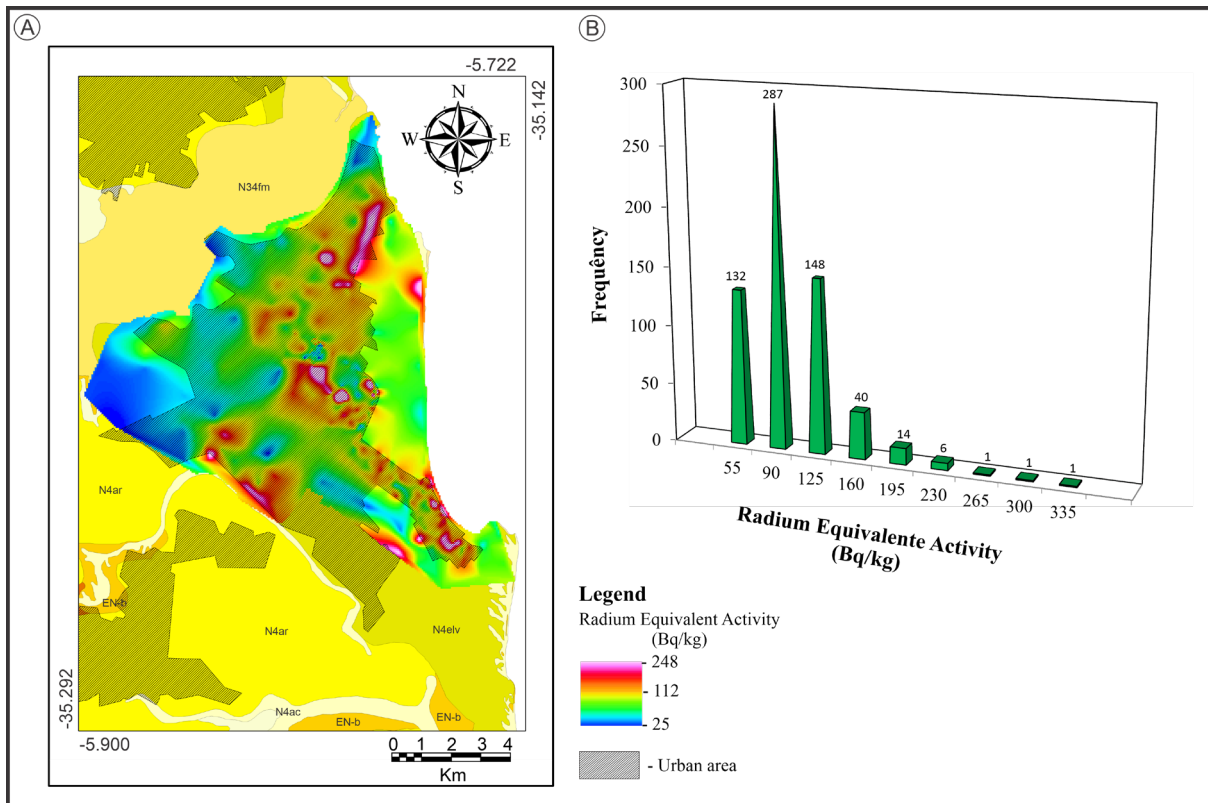 A
-5.722
-35.142
N
W
E
S
N34fm
N4ar
EN-b
N4ar
N4elv
N4ac
EN-b
EN-b
-35.292
-5.900
0 1 2 3 4
Km
B
Frequêncy
300
250
200
150
100
50
0
132
287
148
40
14
6
1
1
1
55 90 125 160 195 230 265 300 335
Radium Equivalente Activity
(Bq/kg)
Legend
Radium Equivalent Activity
(Bq/kg)
- 248
- 112
- 25
- Urban area